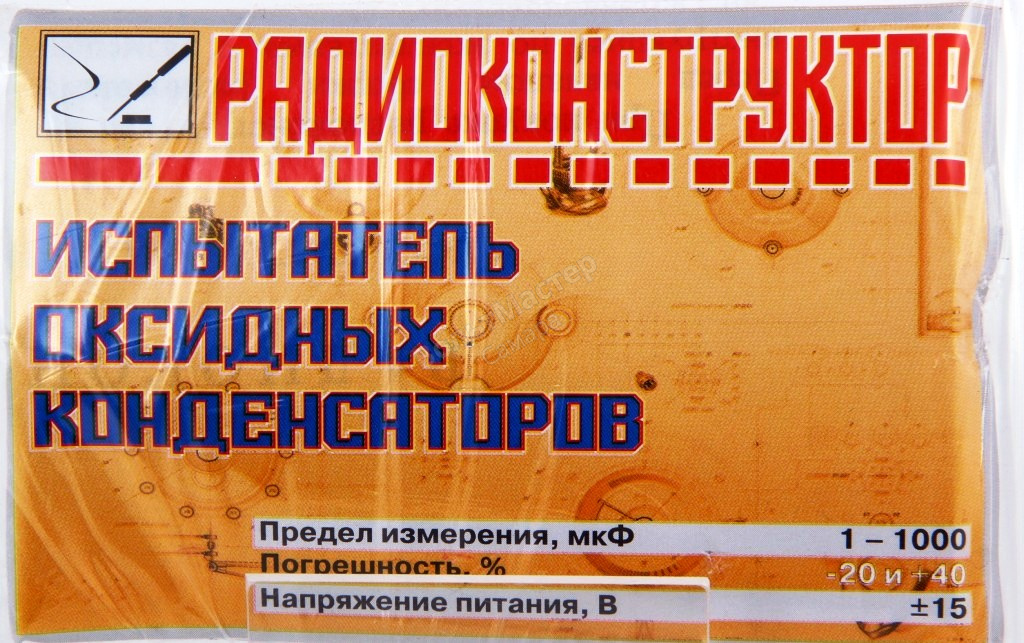 РАДИОКОНСТРУКТОР
ИСПЫТАТЕЛЬ
ОКСИДНЫХ
КОНДЕНСАТОРОВ
Предел измерения, мкФ 1 – 1000
Погрешность, % -20 и +40
Напряжение питания, В ±15